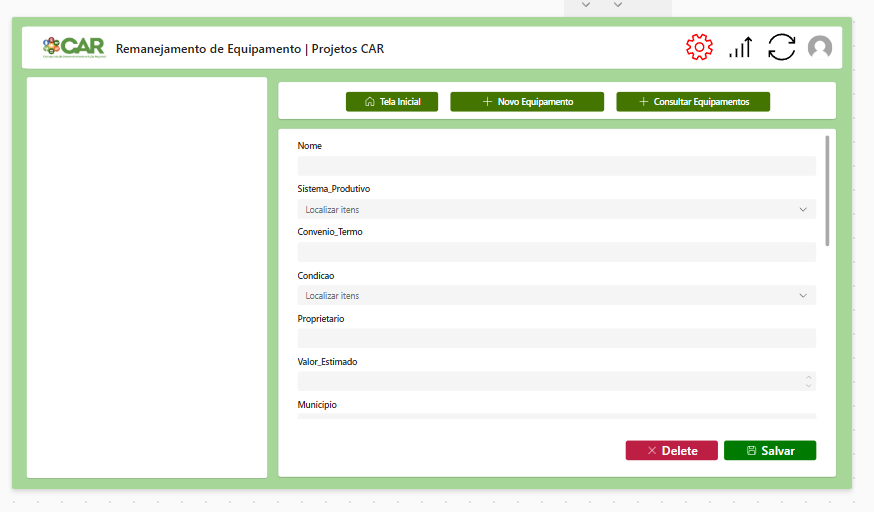 CAR
Remanejamento de Equipamento | Projetos CAR
Tela Inicial
Novo Equipamento
Consultar Equipamentos
Nome
Sistema_Produtivo
Localizar itens
Convenio_Termo
Condicao
Localizar itens
Proprietario
Valor_Estimado
Municipio
Delete
Salvar